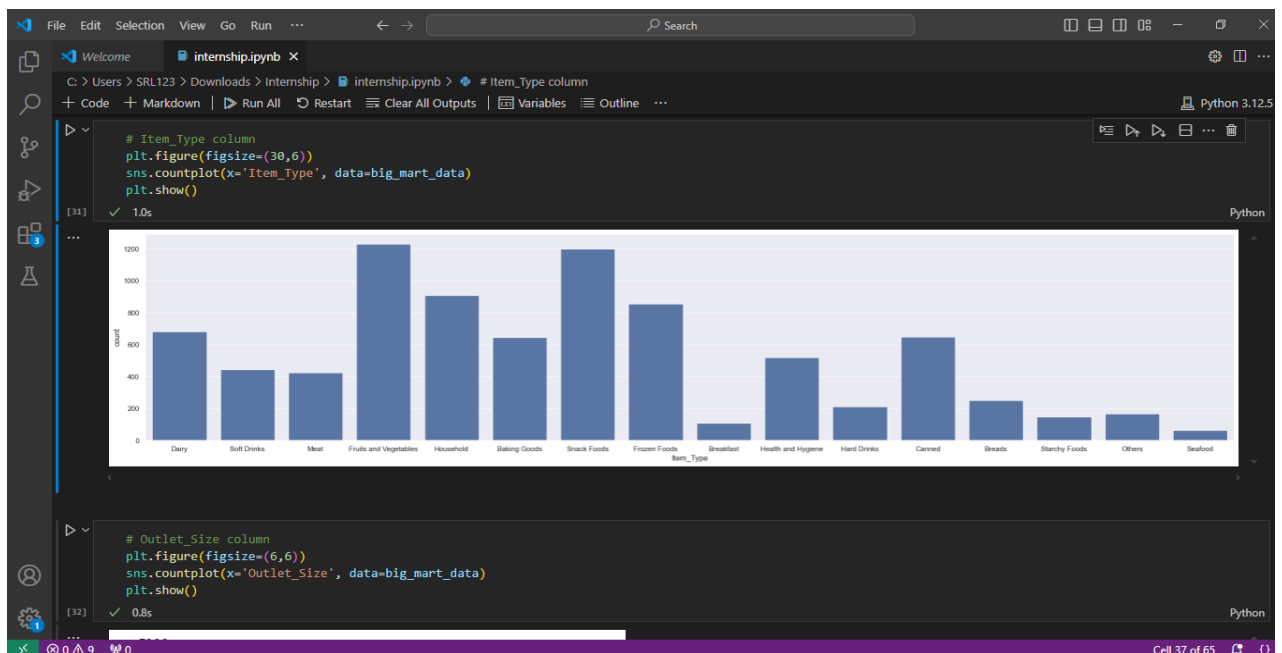 File Edit Selection View Go Run ··· ← → Search
Welcome internship.ipynb ×
C: > Users > SRL123 > Downloads > Internship > internship.ipynb > # Item_Type column
+ Code + Markdown | Run All Restart Clear All Outputs | Variables Outline ··· Python 3.12.5
# Item_Type column
plt.figure(figsize=(30,6))
sns.countplot(x='Item_Type', data=big_mart_data)
plt.show()
[31] ✓ 1.0s Python
3
···
1200
1000
800
600
400
200
0
count
Dairy Soft Drinks Meat Fruits and Vegetables Household Baking Goods Snack Foods Frozen Foods Breakfast Health and Hygiene Hard Drinks Canned Breads Starchy Foods Others Seafood
Item_Type
# Outlet_Size column
plt.figure(figsize=(6,6))
sns.countplot(x='Outlet_Size', data=big_mart_data)
plt.show()
[32] ✓ 0.8s Python
1
···
0 9 0 Cell 37 of 65 {}